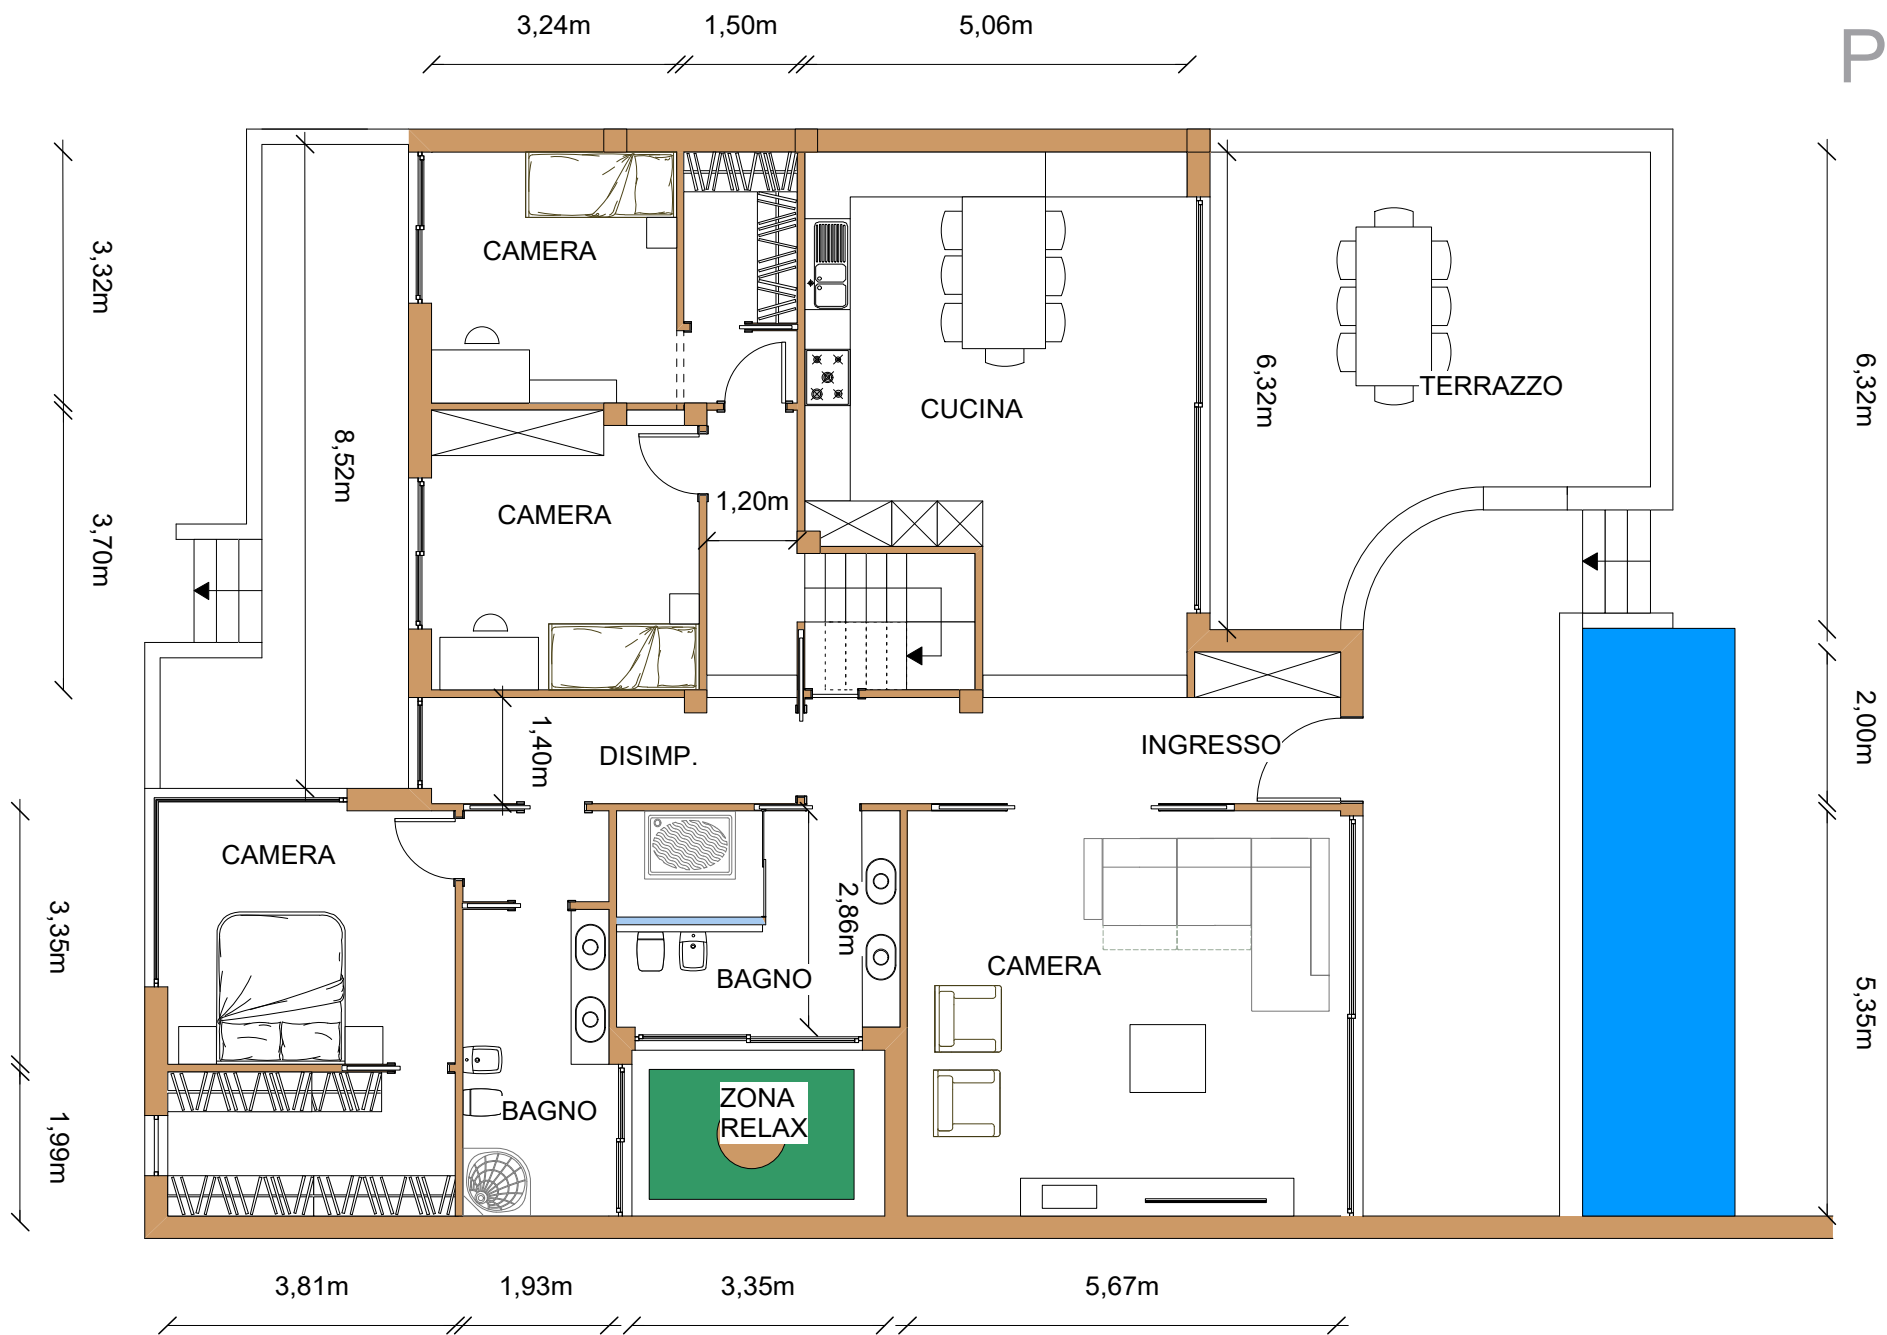 3,24m
1,50m
5,06m
P
CAMERA
3,32m
CUCINA
6,32m
TERRAZZO
6,32m
8,52m
CAMERA
1,20m
3,70m
1,40m
DISIMP.
INGRESSO
2,00m
CAMERA
2,86m
3,35m
BAGNO
CAMERA
5,35m
ZONA
RELAX
BAGNO
1,99m
3,81m
1,93m
3,35m
5,67m